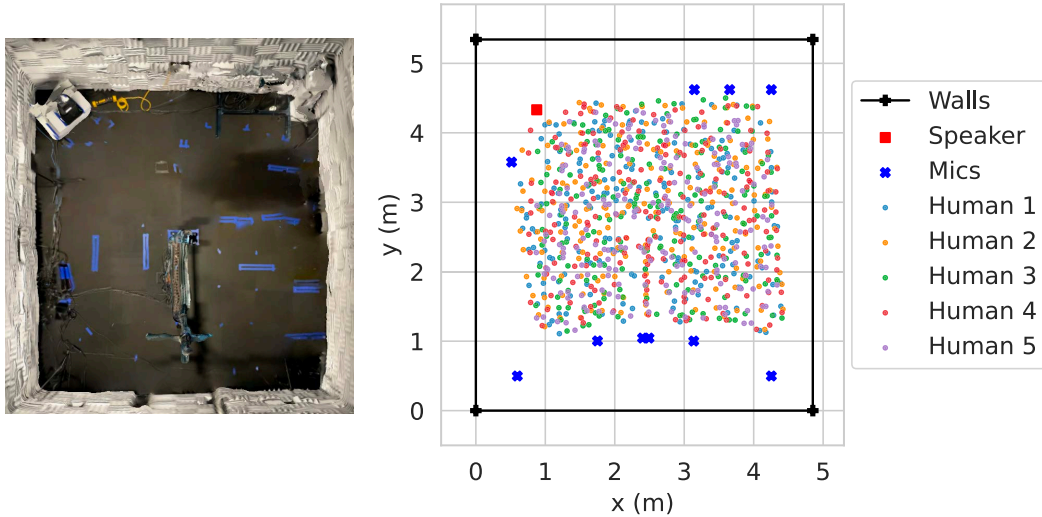 5
4
3
2
1
0
y (m)
0 1 2 3 4 5
x (m)
Walls
Speaker
Mics
Human 1
Human 2
Human 3
Human 4
Human 5